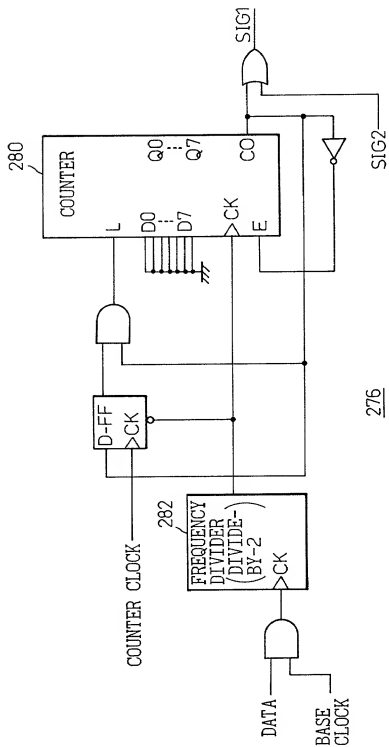 280
COUNTER
L
D0
D7
CK
E
Q0
Q7
CO
SIG1
SIG2
D-FF
CK
COUNTER CLOCK
282
FREQUENCY
DIVIDER
(DIVIDE-
BY-2)
CK
DATA
BASE
CLOCK
276